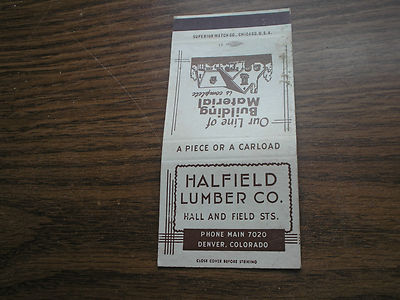 SUPERIOR MATCH CO., CHICAGO, U.S.A.
Our Line of
Building
Material
is complete
A PIECE OR A CARLOAD
HALFIELD
LUMBER CO.
HALL AND FIELD STS.
PHONE MAIN 7020
DENVER, COLORADO
CLOSE COVER BEFORE STRIKING